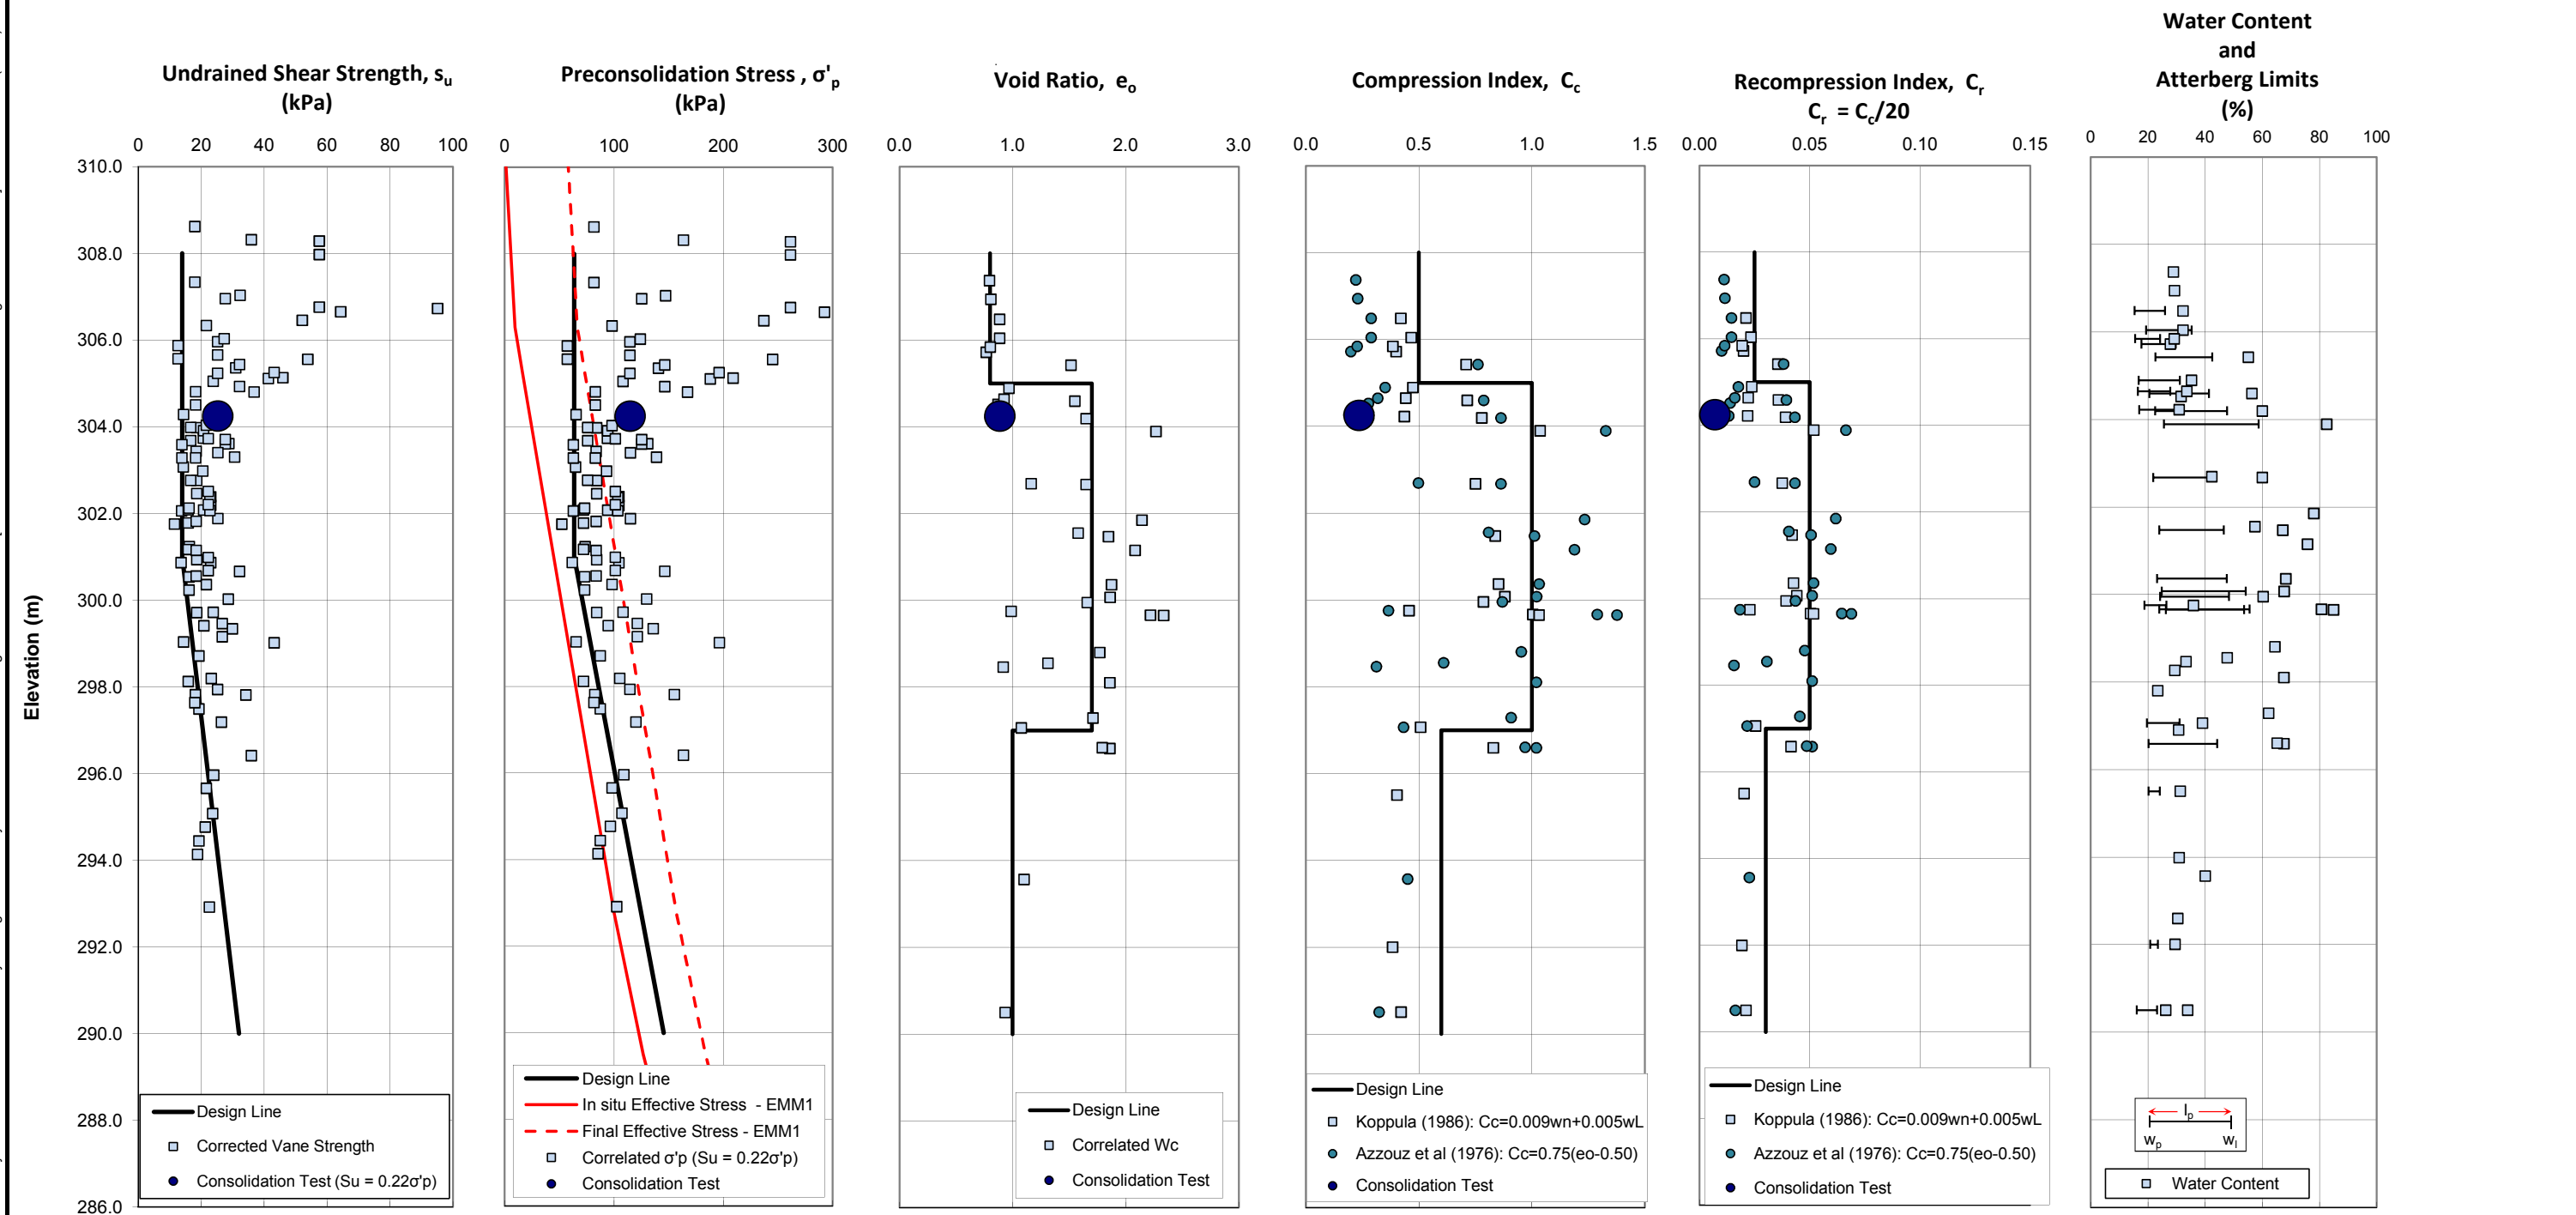 Undrained Shear Strength, su
(kPa)
0 20 40 60 80 100
Preconsolidation Stress , σ'p
(kPa)
0 100 200 300
Void Ratio, eo
0.0 1.0 2.0 3.0
Compression Index, Cc
0.0 0.5 1.0 1.5
Recompression Index, Cr
Cr = Cc/20
0.00 0.05 0.10 0.15
Water Content
and
Atterberg Limits
(%)
0 20 40 60 80 100
Elevation (m)
310.0
308.0
306.0
304.0
302.0
300.0
298.0
296.0
294.0
292.0
290.0
288.0
286.0
Design Line
Corrected Vane Strength
Consolidation Test (Su = 0.22σ'p)
Design Line
In situ Effective Stress - EMM1
Final Effective Stress - EMM1
Correlated σ'p (Su = 0.22σ'p)
Consolidation Test
Design Line
Correlated Wc
Consolidation Test
Design Line
Koppula (1986): Cc=0.009wn+0.005wL
Azzouz et al (1976): Cc=0.75(eo-0.50)
Consolidation Test
Design Line
Koppula (1986): Cc=0.009wn+0.005wL
Azzouz et al (1976): Cc=0.75(eo-0.50)
Consolidation Test
Ip
wp wl
Water Content